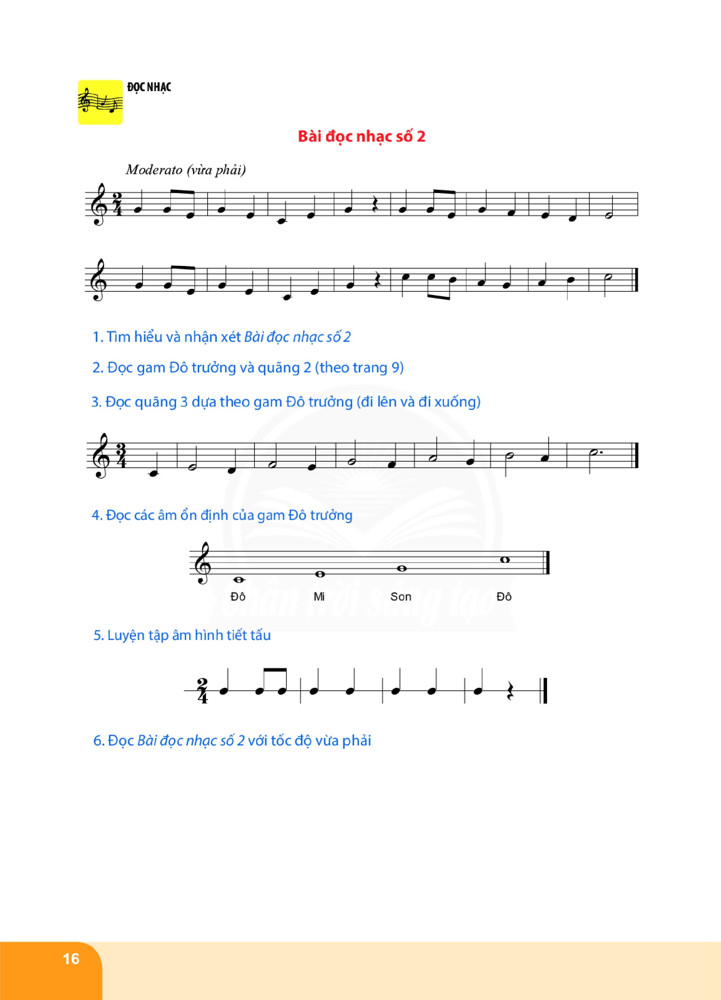 ĐỌC NHẠC
Bài đọc nhạc số 2
Moderato (vừa phải)
2
4
1. Tìm hiểu và nhận xét Bài đọc nhạc số 2
2. Đọc gam Đô trưởng và quãng 2 (theo trang 9)
3. Đọc quãng 3 dựa theo gam Đô trưởng (đi lên và đi xuống)
3
4
4. Đọc các âm ổn định của gam Đô trưởng
Đô Mi Son Đô
Chân trời sáng tạo
5. Luyện tập âm hình tiết tấu
2
4
6. Đọc Bài đọc nhạc số 2 với tốc độ vừa phải
16